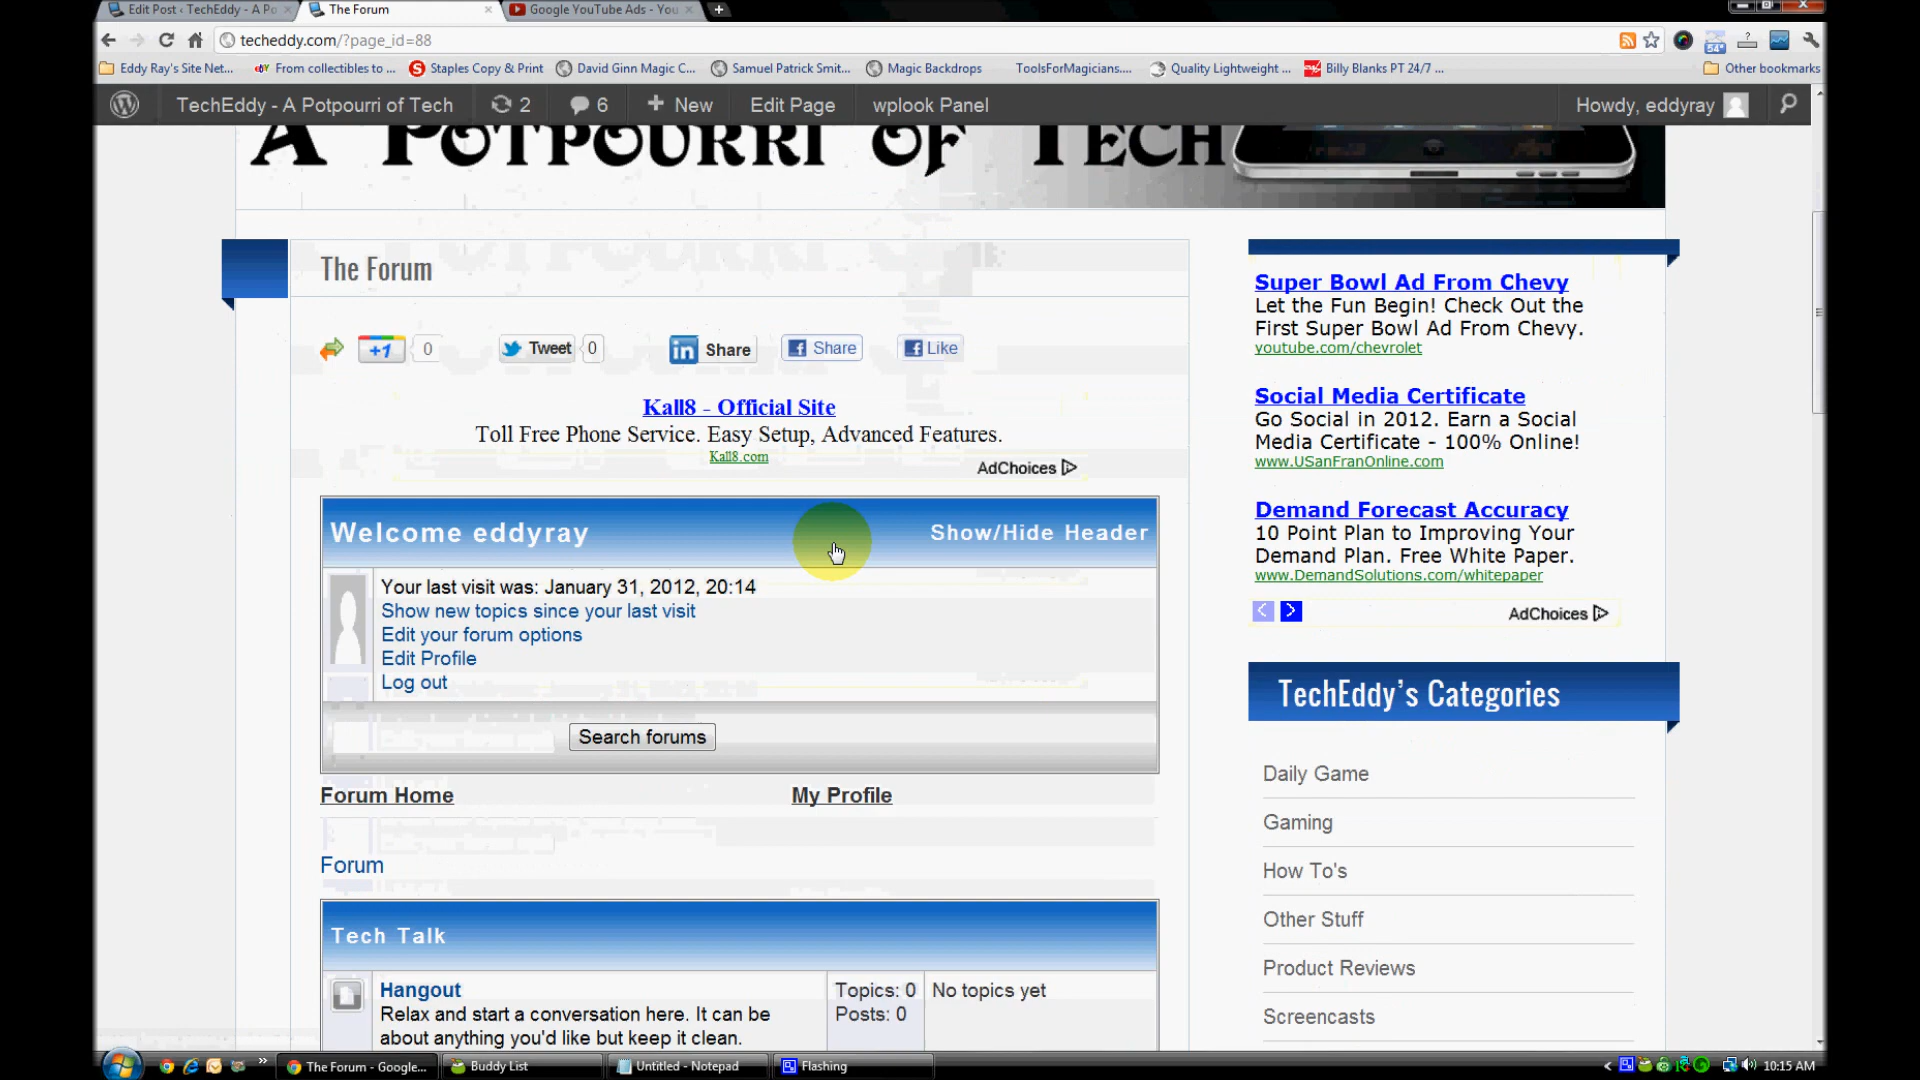 Edit Post ‹ TechEddy - A Po
The Forum
Google YouTube Ads - You
techeddy.com/?page_id=88
54°
Eddy Ray's Site Net...
From collectibles to ...
Staples Copy & Print
David Ginn Magic C...
Samuel Patrick Smit...
Magic Backdrops
ToolsForMagicians....
Quality Lightweight ...
Billy Blanks PT 24/7 ...
Other bookmarks
TechEddy - A Potpourri of Tech
2
6
New
Edit Page
wplook Panel
Howdy, eddyray
A Potpourri of Tech
The Forum
+1
0
Tweet
0
in Share
Share
Like
Kall8 - Official Site
Toll Free Phone Service. Easy Setup, Advanced Features.
Kall8.com
AdChoices
Welcome eddyray
Show/Hide Header
Your last visit was: January 31, 2012, 20:14
Show new topics since your last visit
Edit your forum options
Edit Profile
Log out
Search forums
Forum Home
My Profile
Forum
Tech Talk
Hangout
Relax and start a conversation here. It can be
about anything you'd like but keep it clean.
Topics: 0
Posts: 0
No topics yet
Super Bowl Ad From Chevy
Let the Fun Begin! Check Out the
First Super Bowl Ad From Chevy.
youtube.com/chevrolet
Social Media Certificate
Go Social in 2012. Earn a Social
Media Certificate - 100% Online!
www.USanFranOnline.com
Demand Forecast Accuracy
10 Point Plan to Improving Your
Demand Plan. Free White Paper.
www.DemandSolutions.com/whitepaper
AdChoices
TechEddy's Categories
Daily Game
Gaming
How To's
Other Stuff
Product Reviews
Screencasts
The Forum - Google...
Buddy List
Untitled - Notepad
Flashing
10:15 AM